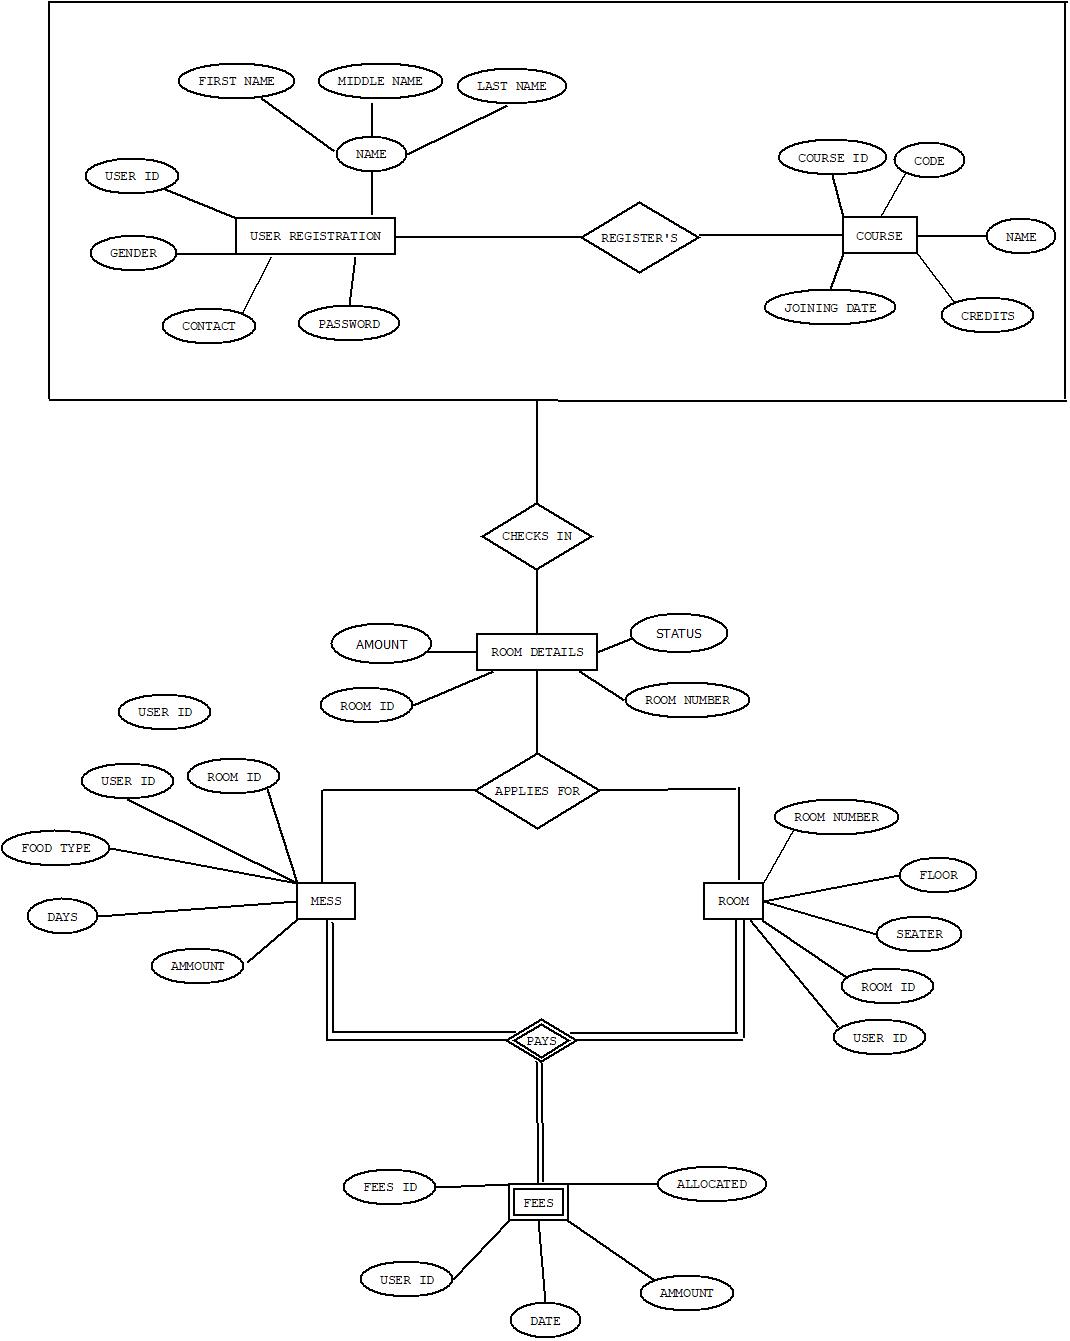 FIRST NAME
MIDDLE NAME
LAST NAME
NAME
USER ID
COURSE ID
CODE
USER REGISTRATION
REGISTER'S
COURSE
NAME
GENDER
CONTACT
PASSWORD
JOINING DATE
CREDITS
CHECKS IN
AMOUNT
STATUS
ROOM DETAILS
ROOM ID
ROOM NUMBER
USER ID
USER ID
ROOM ID
APPLIES FOR
ROOM NUMBER
FOOD TYPE
FLOOR
MESS
ROOM
DAYS
SEATER
AMMOUNT
ROOM ID
USER ID
PAYS
FEES ID
ALLOCATED
FEES
USER ID
AMMOUNT
DATE